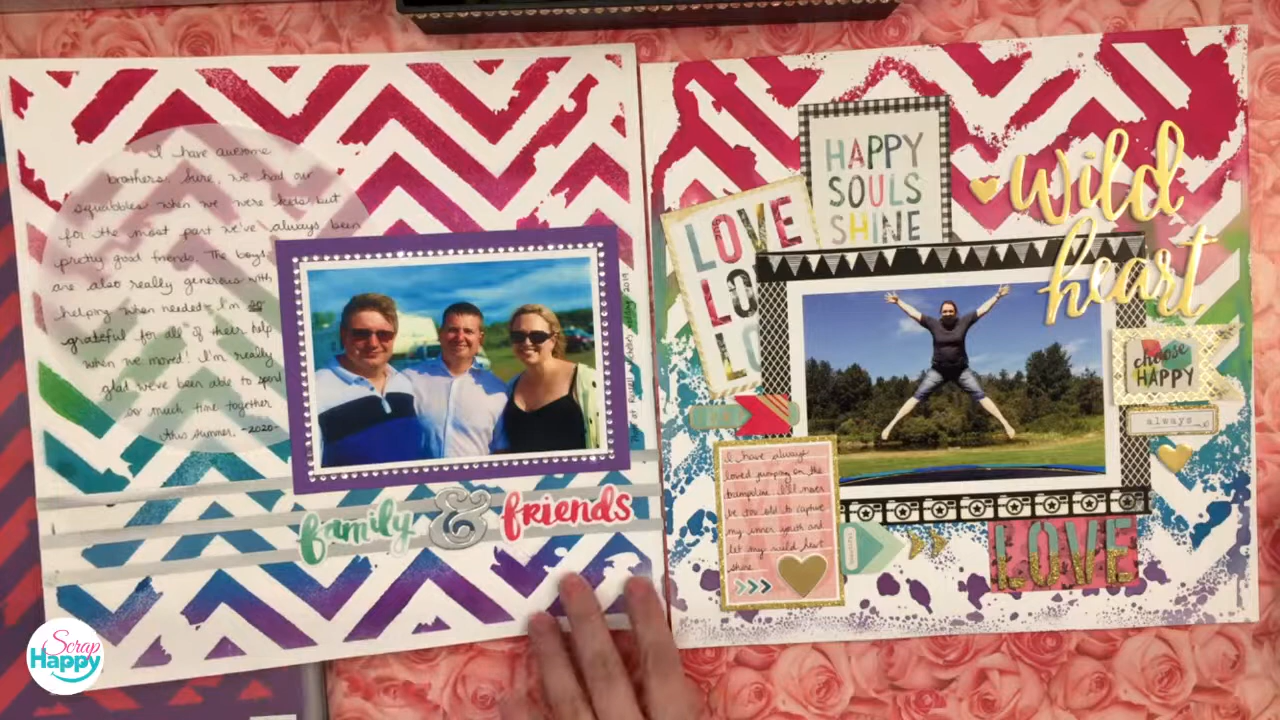 I have awesome
brothers. Sure, we had our
squabbles when we were kids but
for the most part we've always been
pretty good friends. The boys
are also really generous with
helping when needed & I'm so
grateful for all of their help
when we moved! I'm really
glad we've been able to spend
so much time together
this summer. -2020-
family & friends
2019
HAPPY
SOULS
SHINE
LOVE
LO
L
wild
heart
choose
HAPPY
always
I have always
loved jumping on the
trampoline. I'll never
be too old to capture
my inner youth and
let my wild heart
shine.
LOVE
Scrap
Happy